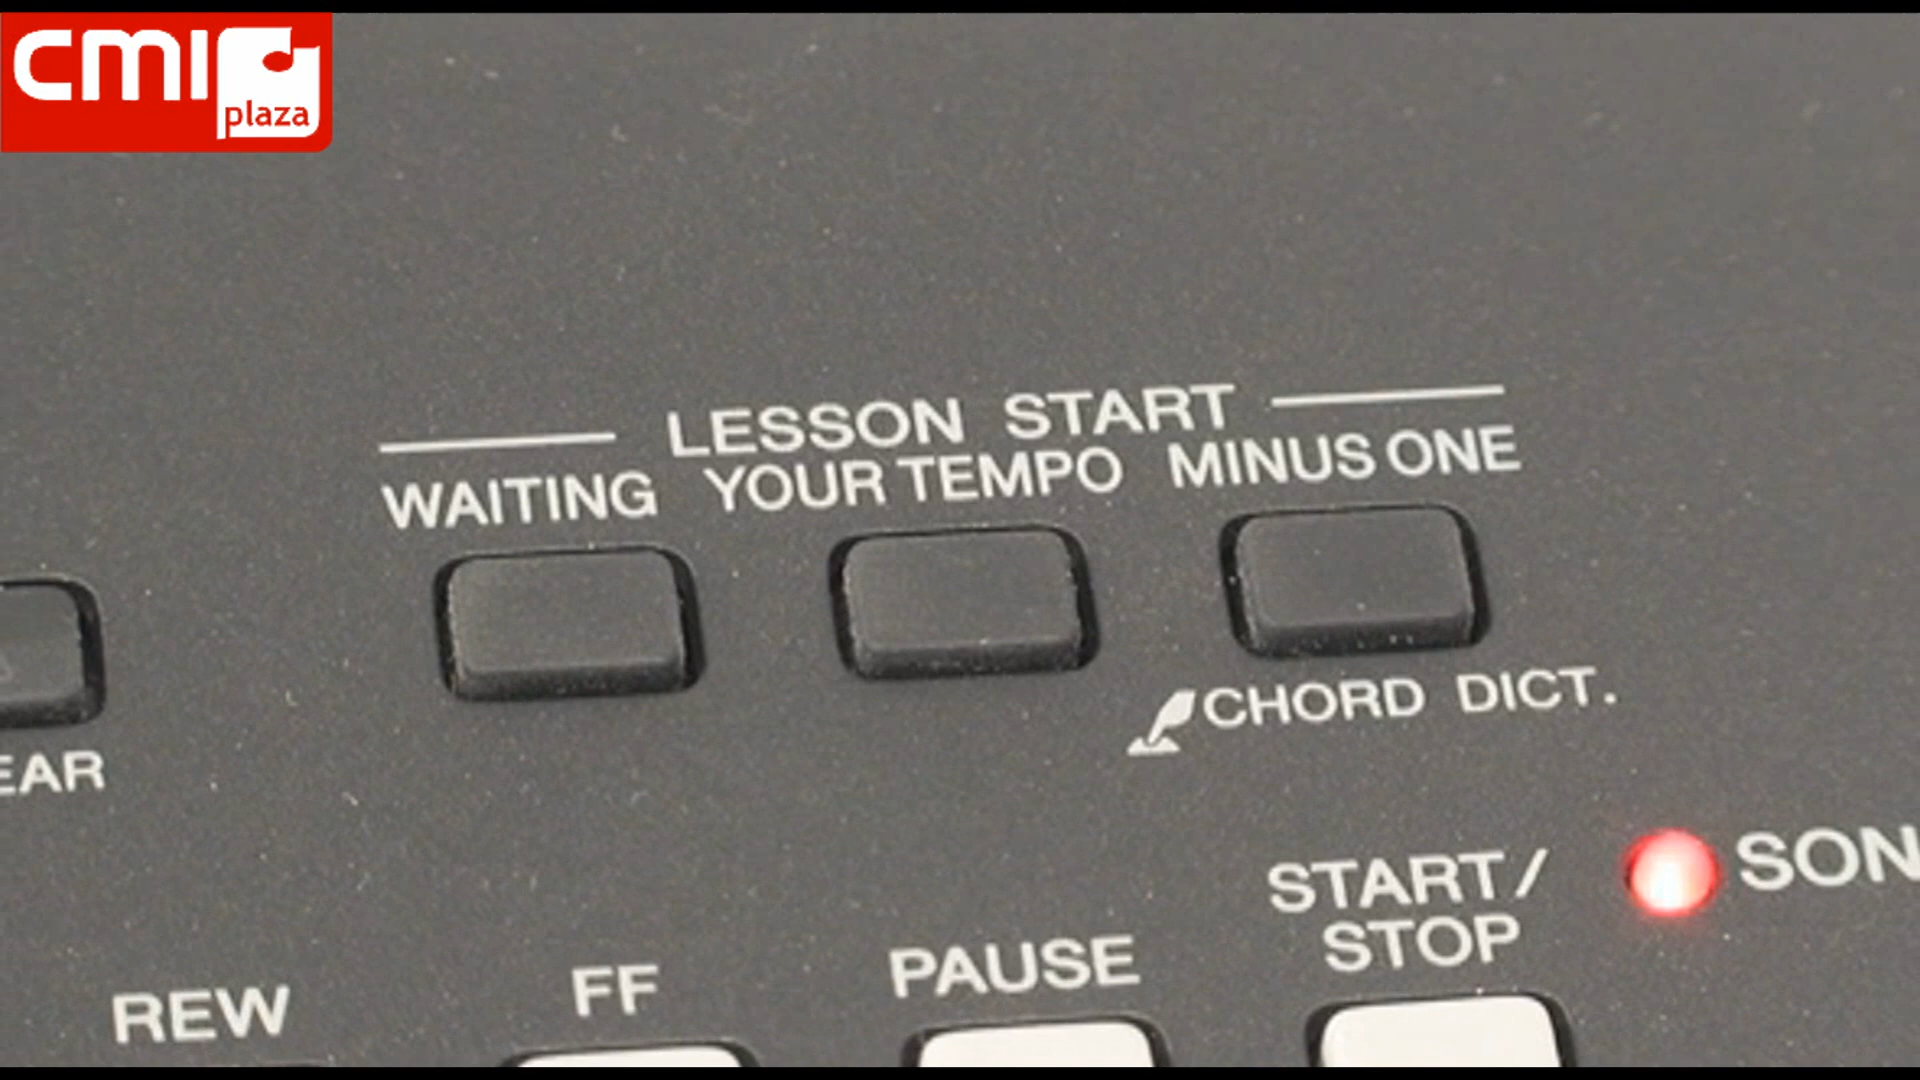 cmi
plaza
LESSON START
WAITING YOUR TEMPO MINUS ONE
CHORD DICT.
EAR
START/
STOP
SON
PAUSE
FF
REW